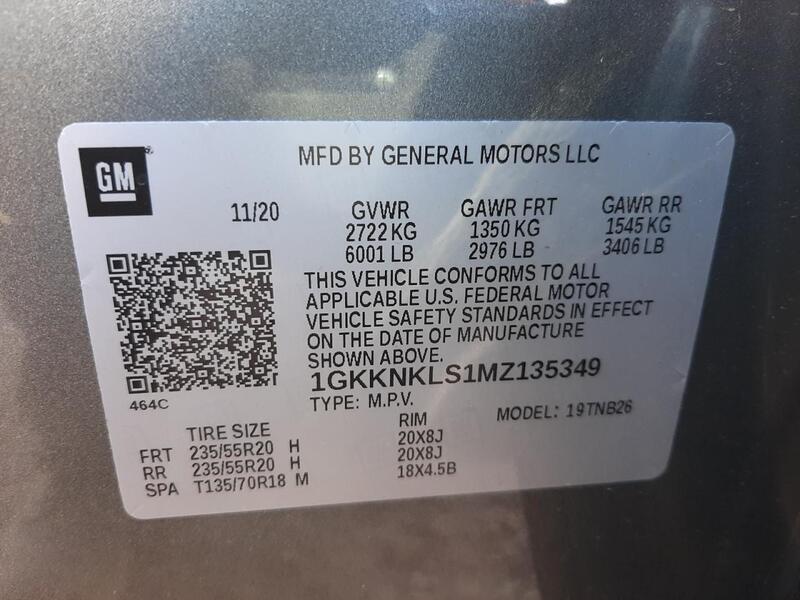 GM
MFD BY GENERAL MOTORS LLC
11/20 GVWR GAWR FRT GAWR RR
2722 KG 1350 KG 1545 KG
6001 LB 2976 LB 3406 LB
THIS VEHICLE CONFORMS TO ALL
APPLICABLE U.S. FEDERAL MOTOR
VEHICLE SAFETY STANDARDS IN EFFECT
ON THE DATE OF MANUFACTURE
SHOWN ABOVE.
1GKKNKLS1MZ135349
464C
TYPE: M.P.V. MODEL: 19TNB26
TIRE SIZE RIM
FRT 235/55R20 H 20X8J
RR 235/55R20 H 20X8J
SPA T135/70R18 M 18X4.5B